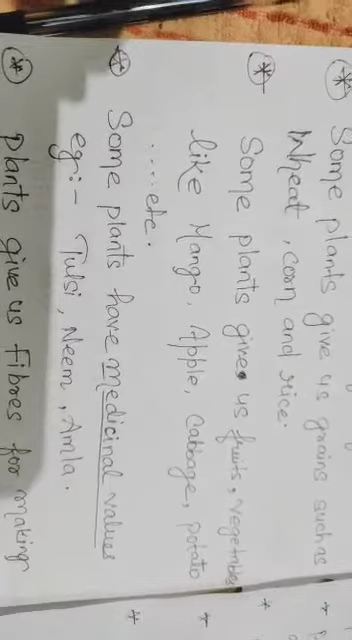 * Some plants give us grains such as
Wheat, corn and rice.
* Some plants give us fruits, vegetables
like Mango, Apple, Cabbage, potato
....etc.
* Some plants have medicinal values
eg:- Tulsi, Neem, Amla.
* Plants give us Fibres for making